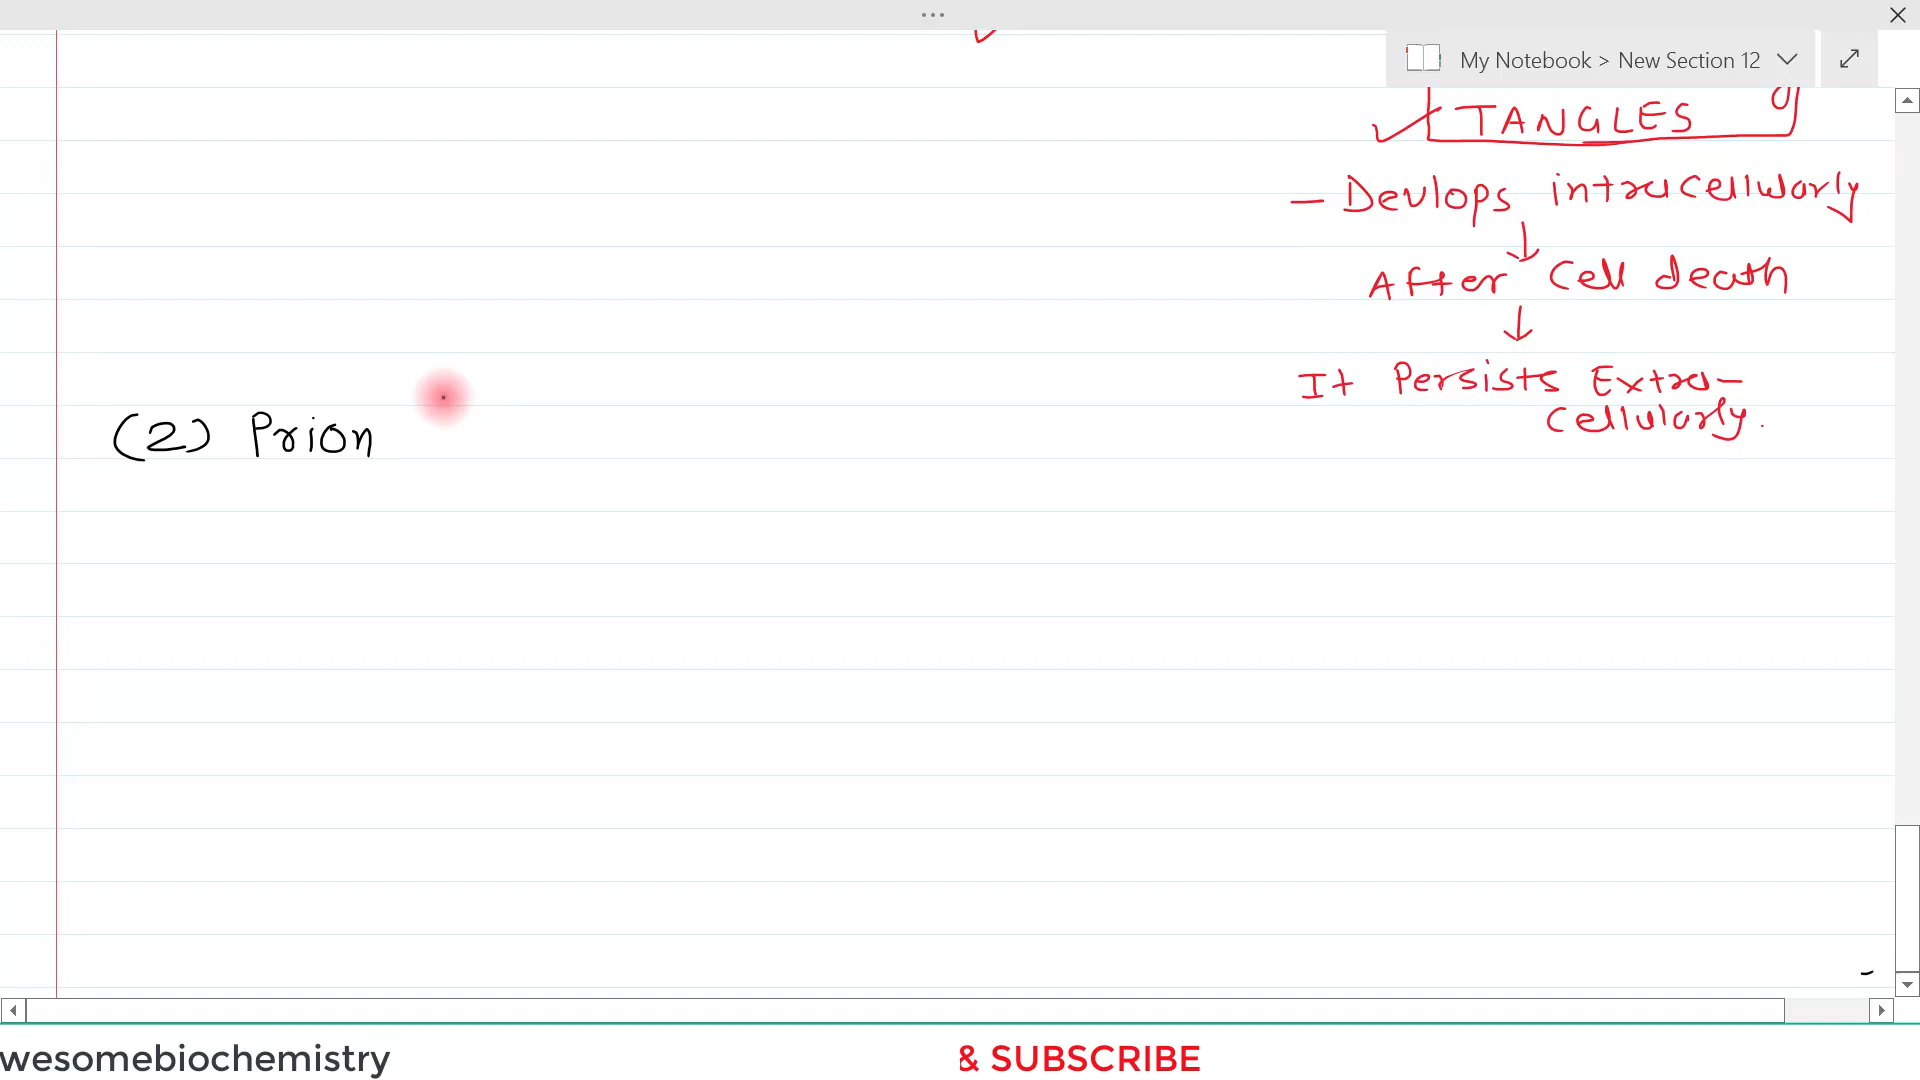 My Notebook > New Section 12
TANGLES
- Devlops intracellularly
↓
After Cell death
↓
It Persists Extra-
Cellularly.
(2) Prion
wesomebiochemistry
& SUBSCRIBE